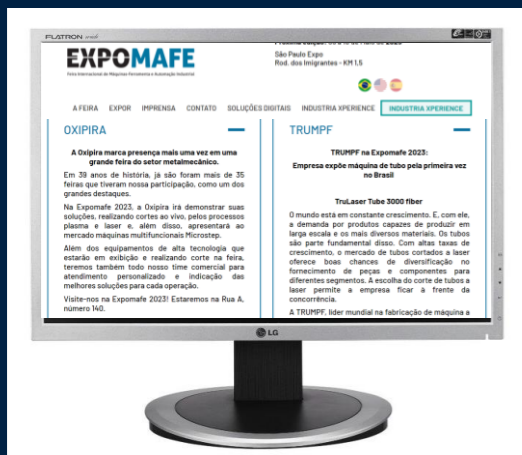 FLATRON
EXPOMAFE
Feira Internacional de Máquinas-Ferramenta e Automação Industrial
São Paulo Expo
Rod. dos Imigrantes - KM 1,5
A FEIRA EXPOR IMPRENSA CONTATO SOLUÇÕES DIGITAIS INDUSTRIA XPERIENCE INDUSTRIA XPERIENCE
OXIPIRA
A Oxipira marca presença mais uma vez em uma
grande feira do setor metalmecânico.
Em 39 anos de história, já são foram mais de 35
feiras que tiveram nossa participação, como um dos
grandes destaques.
Na Expomafe 2023, a Oxipira irá demonstrar suas
soluções, realizando cortes ao vivo, pelos processos
plasma e laser e, além disso, apresentará ao
mercado máquinas multifuncionais Microstep.
Além dos equipamentos de alta tecnologia que
estarão em exibição e realizando corte na feira,
teremos também todo nosso time comercial para
atendimento personalizado e indicação das
melhores soluções para cada operação.
Visite-nos na Expomafe 2023! Estaremos na Rua A,
número 140.
TRUMPF
TRUMPF na Expomafe 2023:
Empresa expõe máquina de tubo pela primeira vez
no Brasil
TruLaser Tube 3000 fiber
O mundo está em constante crescimento. E, com ele,
a demanda por produtos capazes de produzir em
larga escala e os mais diversos materiais. Os tubos
são parte fundamental disso. Com altas taxas de
crescimento, o mercado de tubos cortados a laser
oferece boas chances de diversificação no
fornecimento de peças e componentes para
diferentes segmentos. A escolha do corte de tubos a
laser permite a empresa ficar à frente da
concorrência.
A TRUMPF, líder mundial na fabricação de máquina a
LG